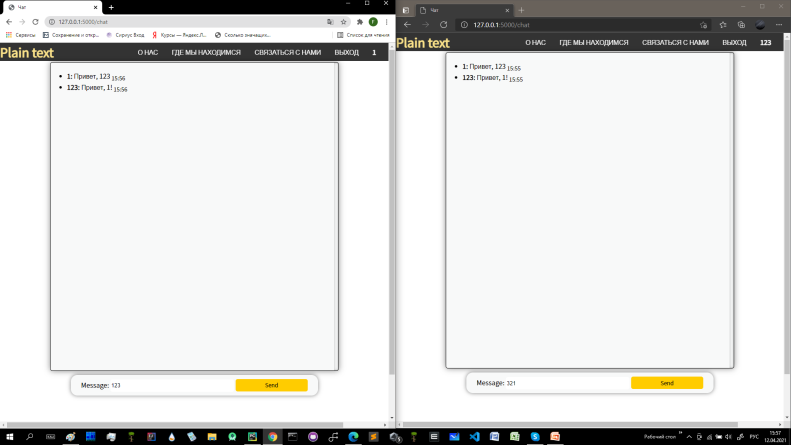 Чат
Чат
127.0.0.1:5000/chat
127.0.0.1:5000/chat
Сервисы
Сохранение и откр...
Сириус Вход
Курсы — Яндекс.Л...
Сколько значащи...
Список для чтения
Plain text
О НАС
ГДЕ МЫ НАХОДИМСЯ
СВЯЗАТЬСЯ С НАМИ
ВЫХОД
1
1: Привет, 123 15:56
123: Привет, 1! 15:56
Message: 123
Send
Plain text
О НАС
ГДЕ МЫ НАХОДИМСЯ
СВЯЗАТЬСЯ С НАМИ
ВЫХОД
123
1: Привет, 123 15:55
123: Привет, 1! 15:55
Message: 321
Send
Рабочий стол
РУС
15:57
12.04.2021